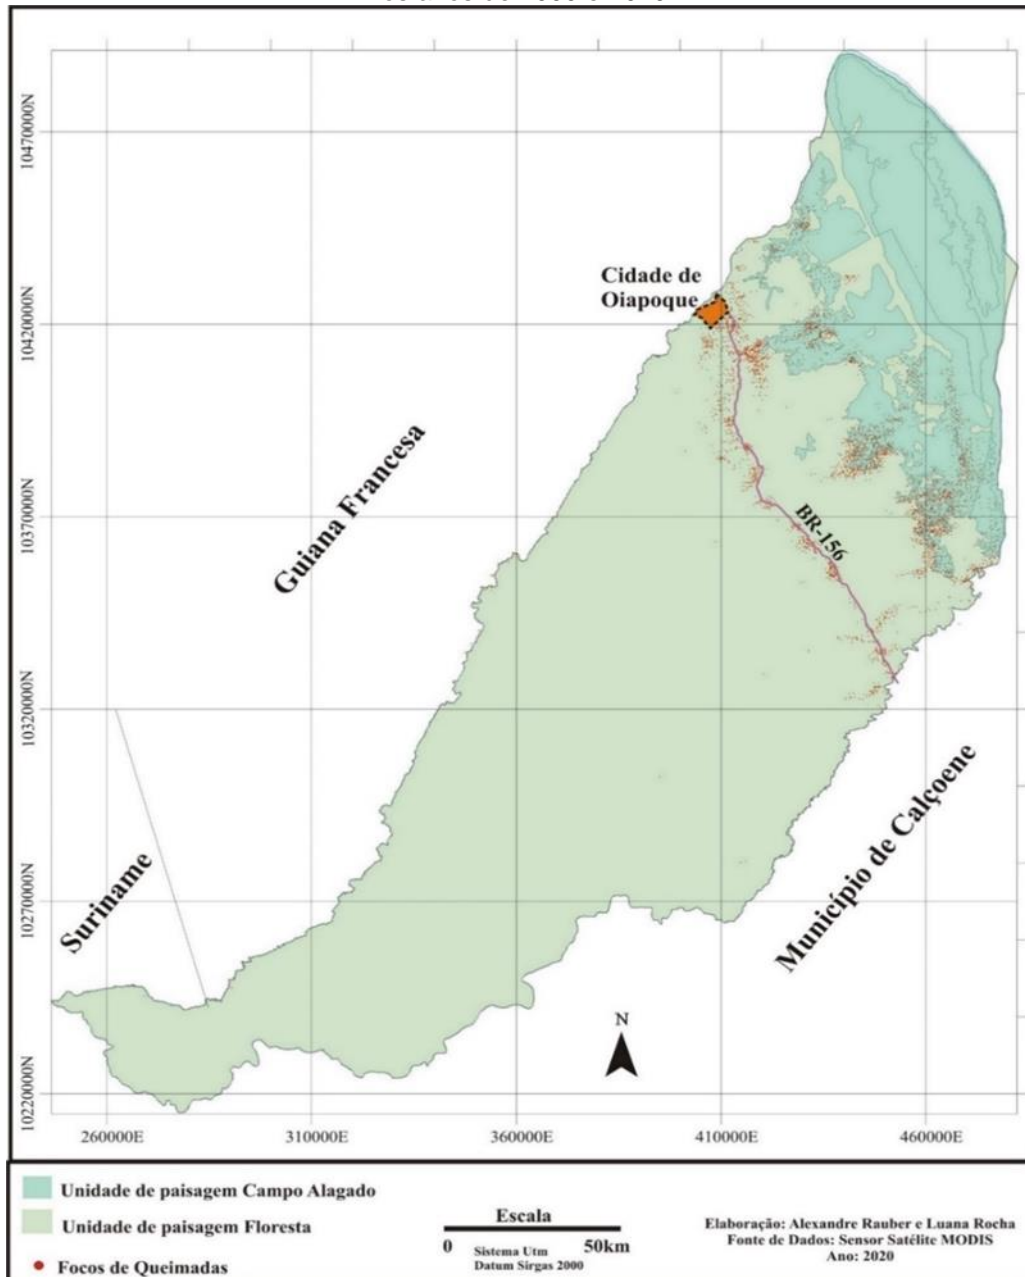 10470000N
Cidade de
Oiapoque
10420000N
Guiana Francesa
10370000N
BR-156
10320000N
Suriname
Município de Calçoene
10270000N
N
10220000N
260000E 310000E 360000E 410000E 460000E
Unidade de paisagem Campo Alagado
Unidade de paisagem Floresta
Focos de Queimadas
Escala
0 50km
Sistema Utm
Datum Sirgas 2000
Elaboração: Alexandre Rauber e Luana Rocha
Fonte de Dados: Sensor Satélite MODIS
Ano: 2020